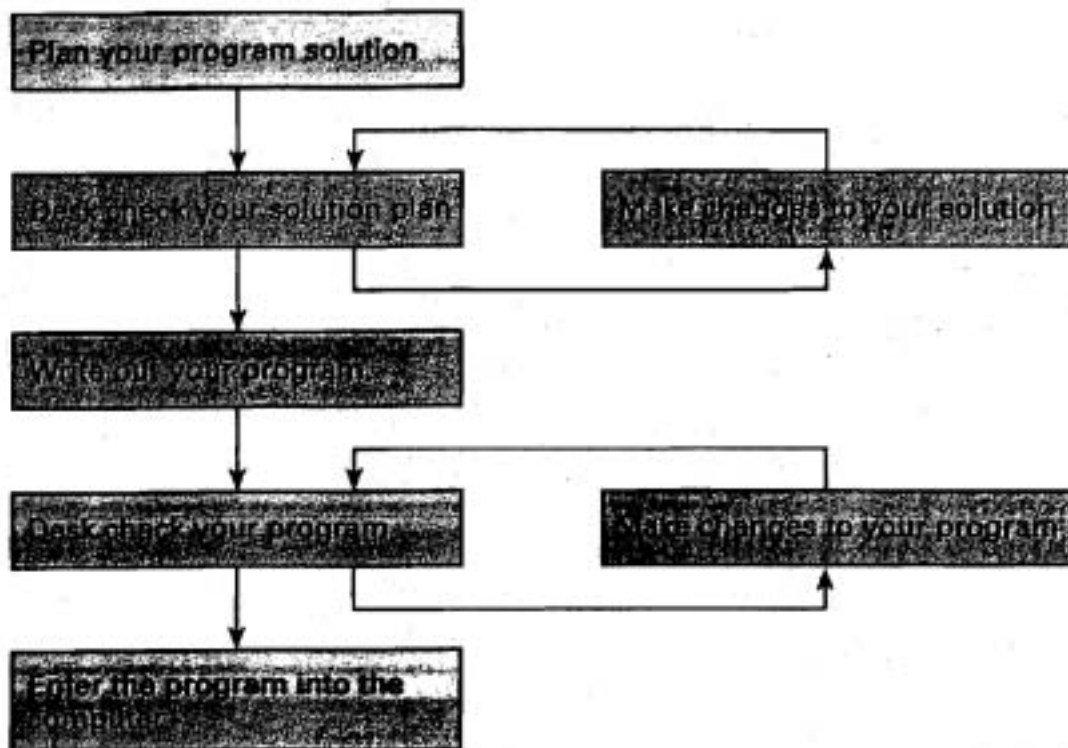 Plan your program solution
Desk check your solution plan
Make changes to your solution
Write out your program
Desk check your program
Make changes to your program
Enter the program into the
computer